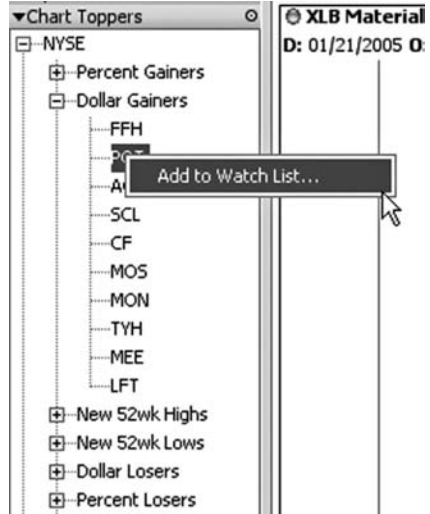 ▾Chart Toppers
NYSE
Percent Gainers
Dollar Gainers
FFH
Add to Watch List...
SCL
CF
MOS
MON
TYH
MEE
LFT
New 52wk Highs
New 52wk Lows
Dollar Losers
Percent Losers
XLB Material
D: 01/21/2005 O: